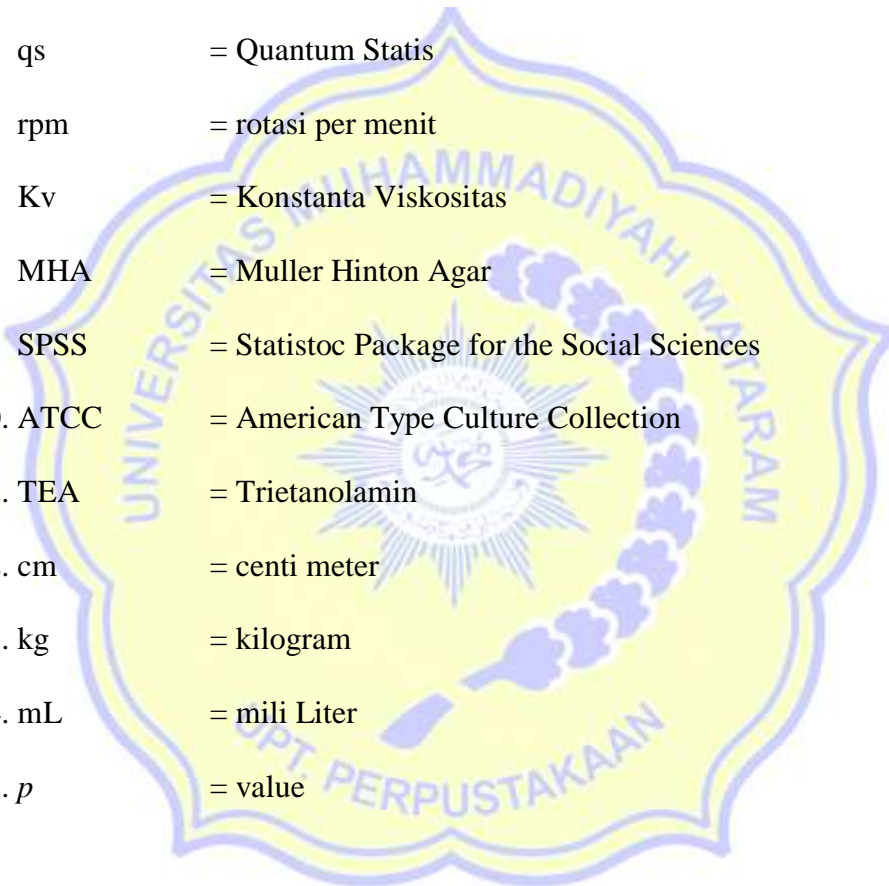 qs = Quantum Statis
rpm = rotasi per menit
Kv = Konstanta Viskositas
MHA = Muller Hinton Agar
SPSS = Statistoc Package for the Social Sciences
. ATCC = American Type Culture Collection
. TEA = Trietanolamin
. cm = centi meter
. kg = kilogram
. mL = mili Liter
. p = value
UNIVERSITAS MUHAMMADIYAH MATARAM
UPT. PERPUSTAKAAN